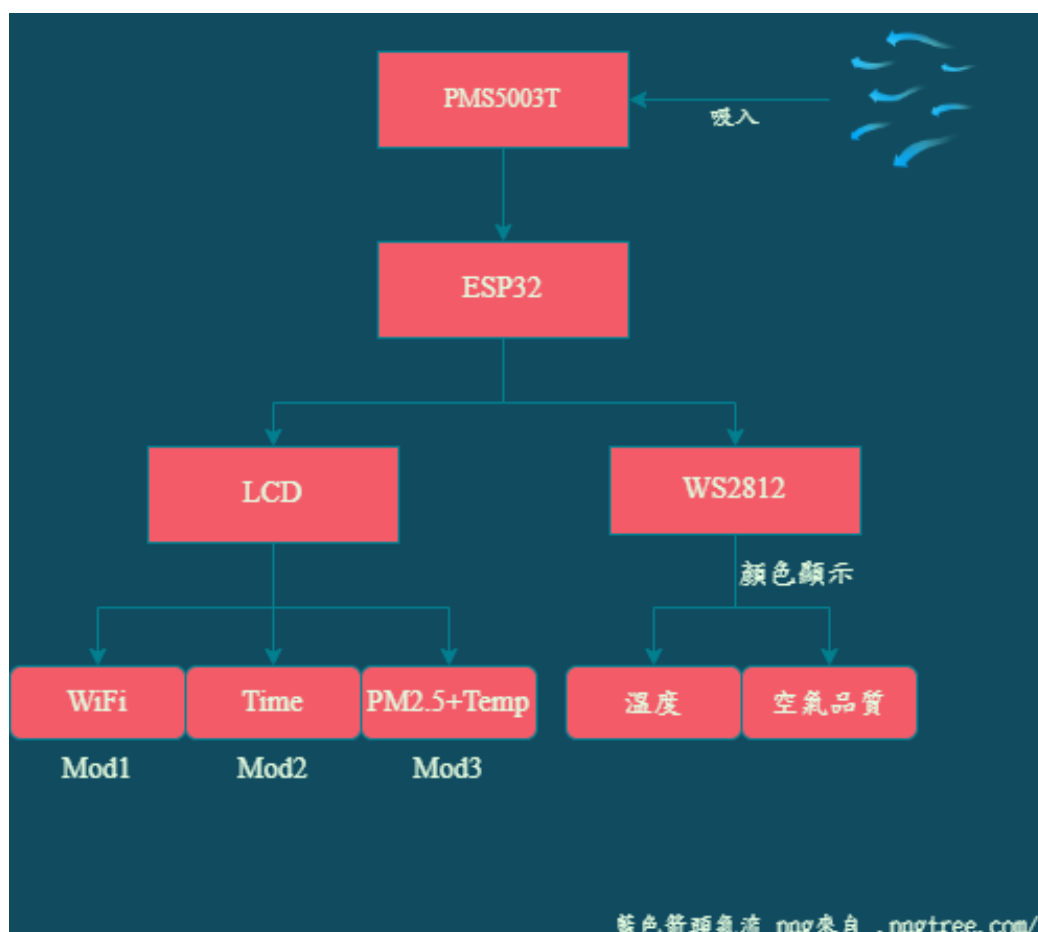 PMS5003T
吸入
ESP32
LCD
WS2812
顏色顯示
WiFi
Time
PM2.5+Temp
溫度
空氣品質
Mod1
Mod2
Mod3
藍色箭頭氣流 png來自 .pngtree.com/